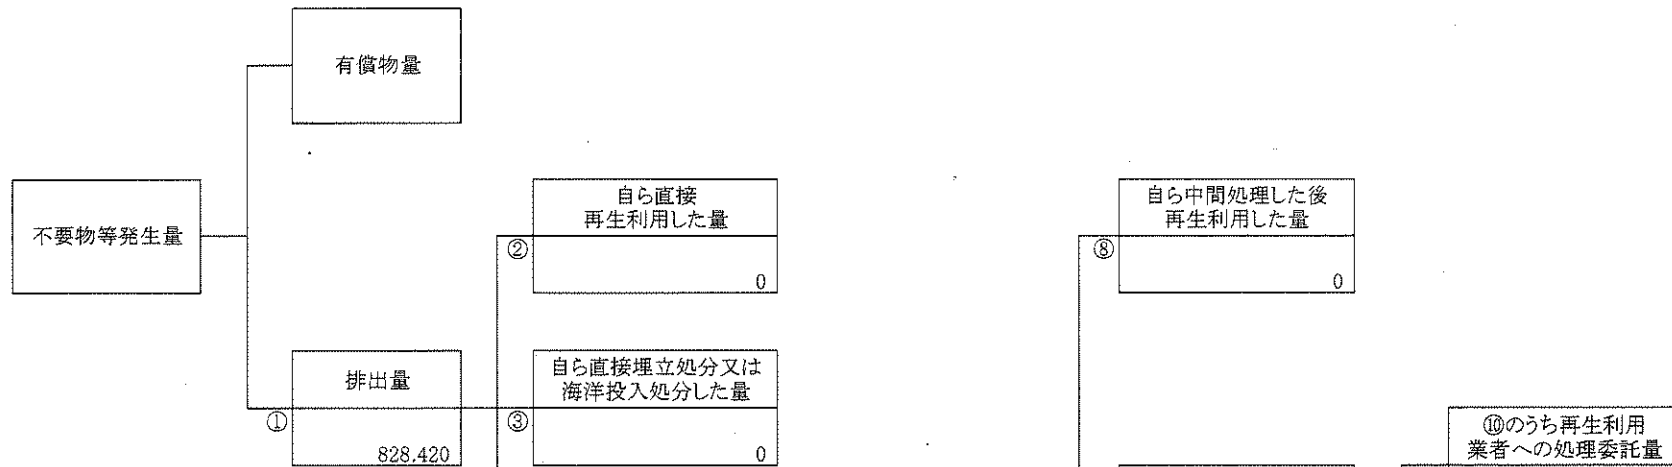 有償物量
不要物等発生量
自ら直接
再生利用した量
②
0
自ら中間処理した後
再生利用した量
⑧
0
排出量
①
828.420
自ら直接埋立処分又は
海洋投入処分した量
③
0
⑩のうち再生利用
業者への処理委託量